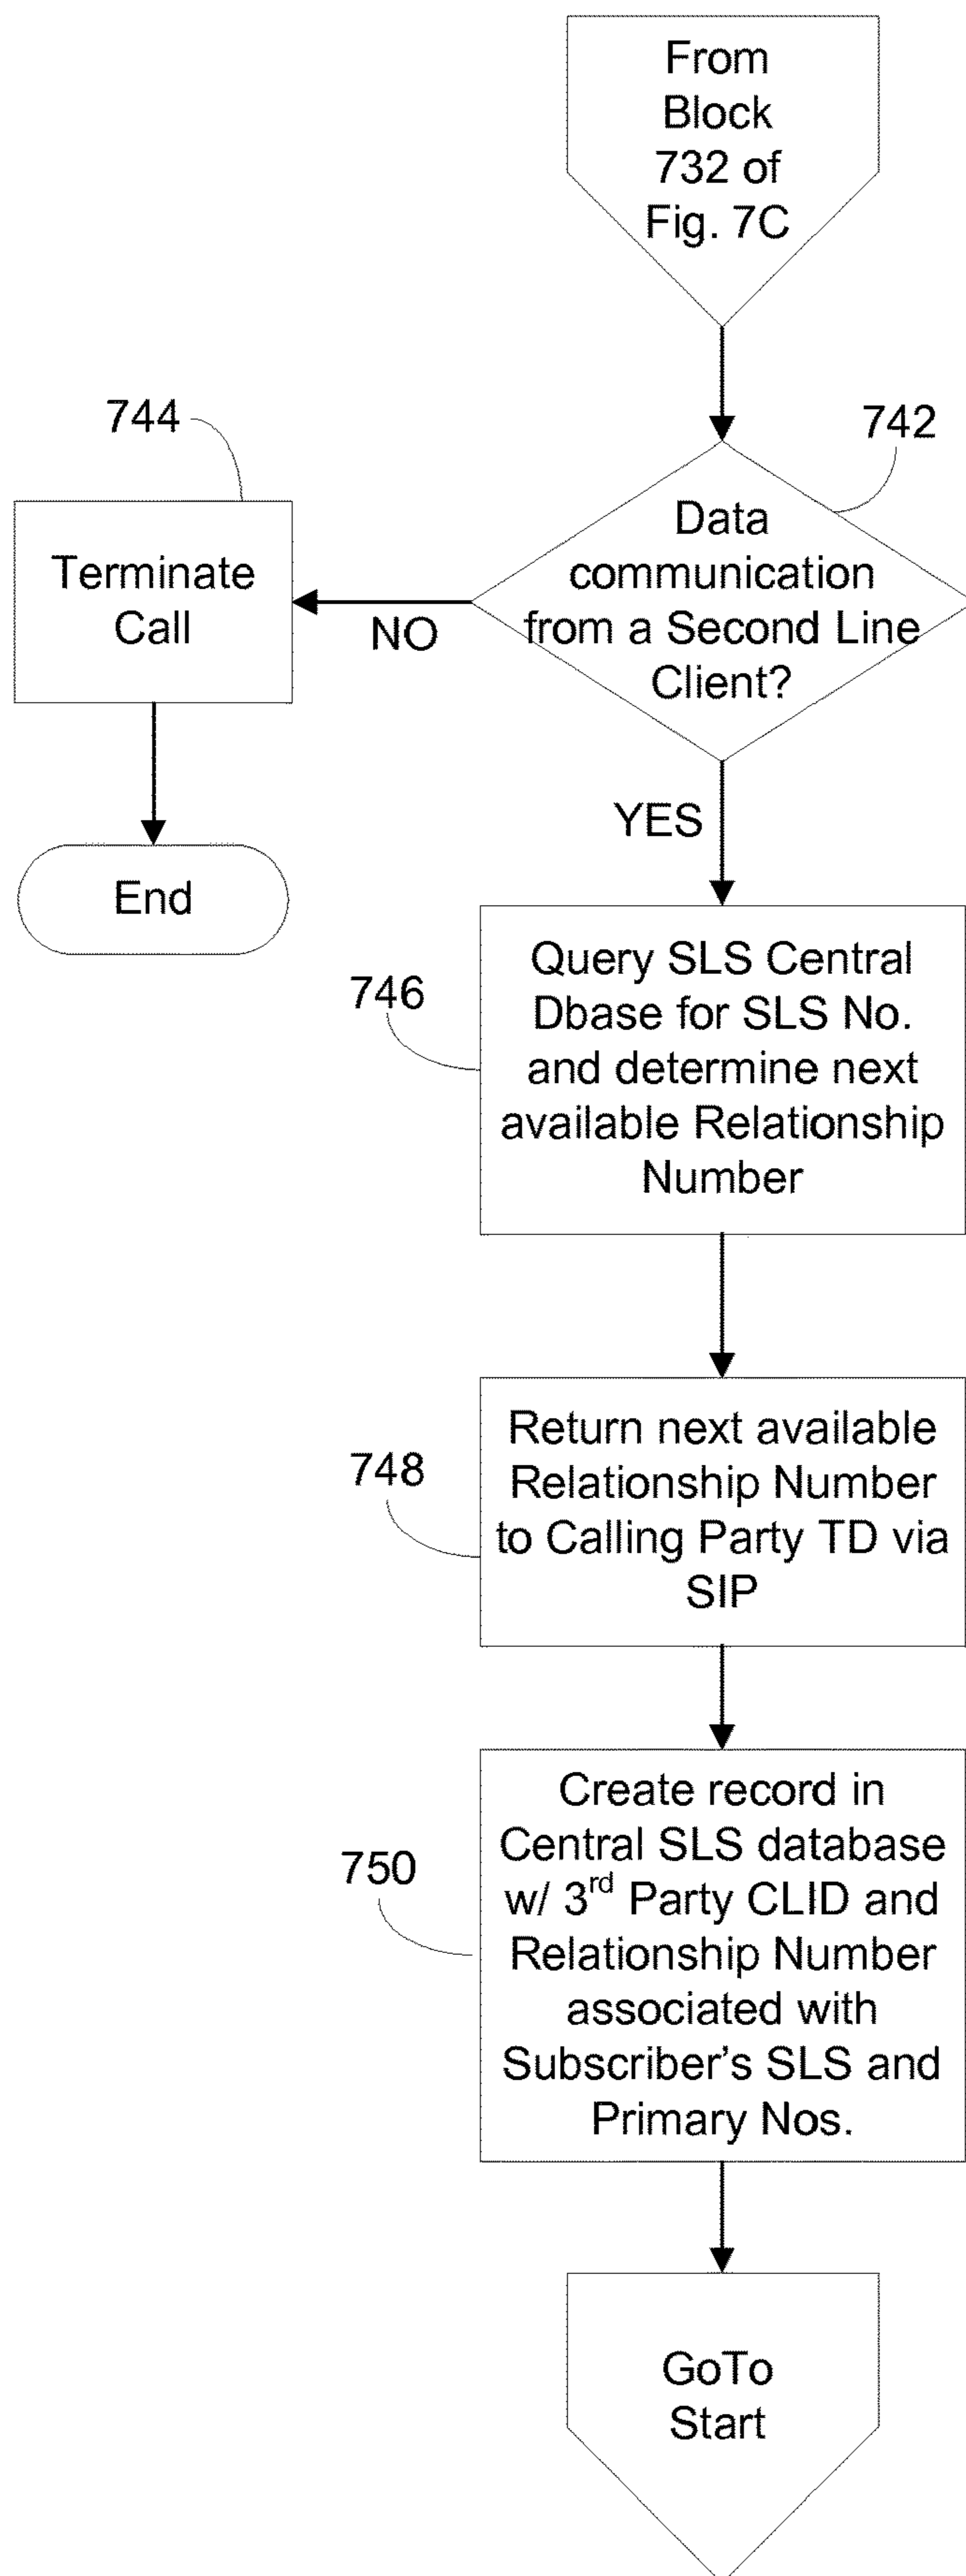 From
Block
732 of
Fig. 7C
744
742
Data
communication
from a Second Line
Client?
Terminate
Call
NO
YES
End
746
Query SLS Central
Dbase for SLS No.
and determine next
available Relationship
Number
748
Return next available
Relationship Number
to Calling Party TD via
SIP
750
Create record in
Central SLS database
w/ 3rd Party CLID and
Relationship Number
associated with
Subscriber's SLS and
Primary Nos.
GoTo
Start